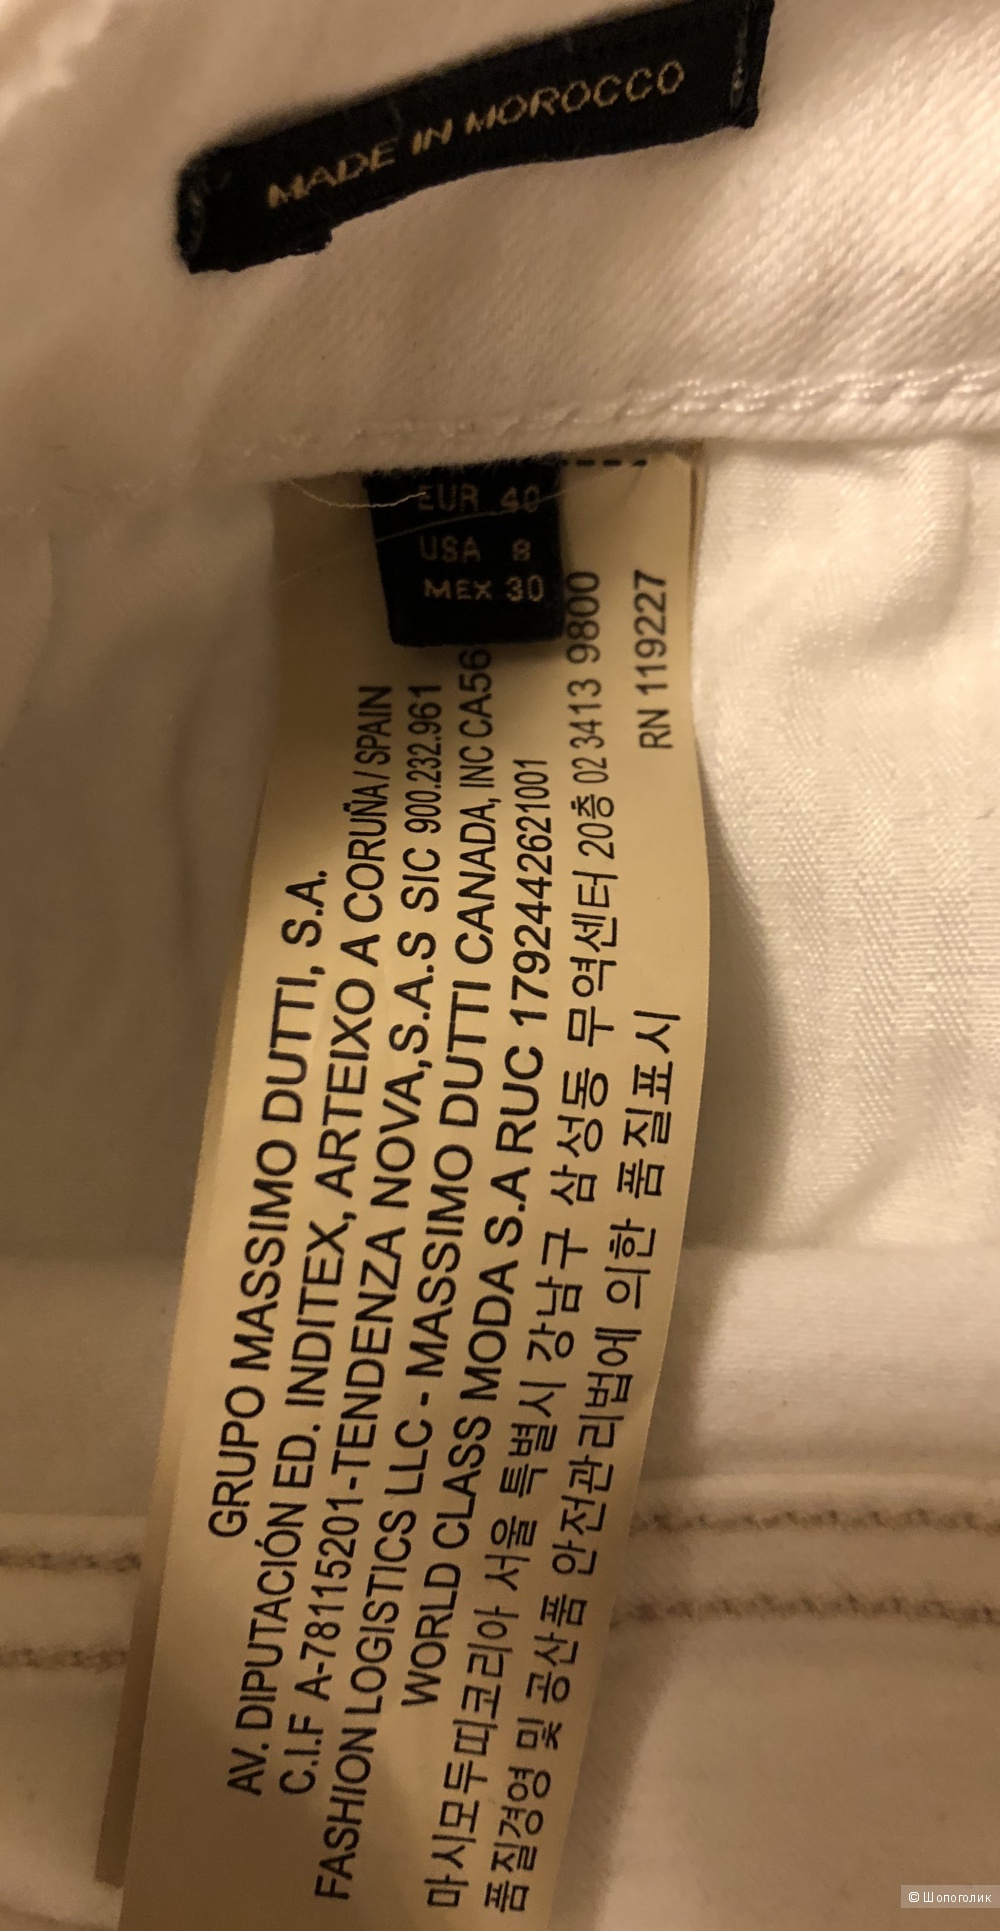 MADE IN MOROCCO
EUR 40
USA 8
MEX 30
GRUPO MASSIMO DUTTI, S.A.
AV. DIPUTACIÓN ED. INDITEX, ARTEIXO A CORUÑA / SPAIN
C.I.F A-78115201-TENDENZA NOVA,S.A.S SIC 900.232.961
FASHION LOGISTICS LLC - MASSIMO DUTTI CANADA, INC CA56
WORLD CLASS MODA S.A RUC 1792442621001
마시모두띠코리아 서울 특별시 강남구 삼성동 무역센터 20층 02 3413 9800
품질경영 및 공산품 안전관리법에 의한 품질표시
RN 119227
© Шопоголик